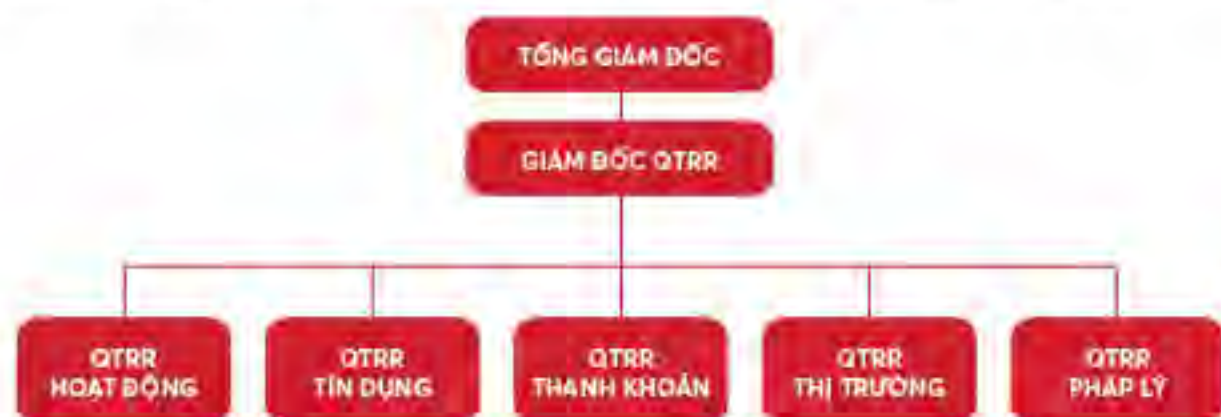 TỔNG GIÁM ĐỐC
GIÁM ĐỐC QTRR
QTRR
HOẠT ĐỘNG
QTRR
TÍN DỤNG
QTRR
THANH KHOẢN
QTRR
THỊ TRƯỜNG
QTRR
PHÁP LÝ